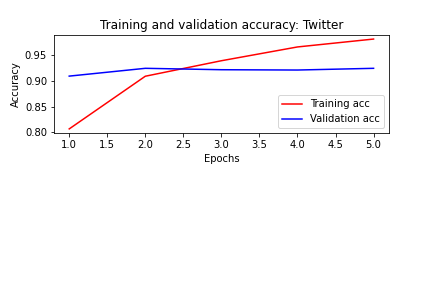 Training and validation accuracy: Twitter
Accuracy
0.95
0.90
0.85
0.80
Training acc
Validation acc
1.0 1.5 2.0 2.5 3.0 3.5 4.0 4.5 5.0
Epochs